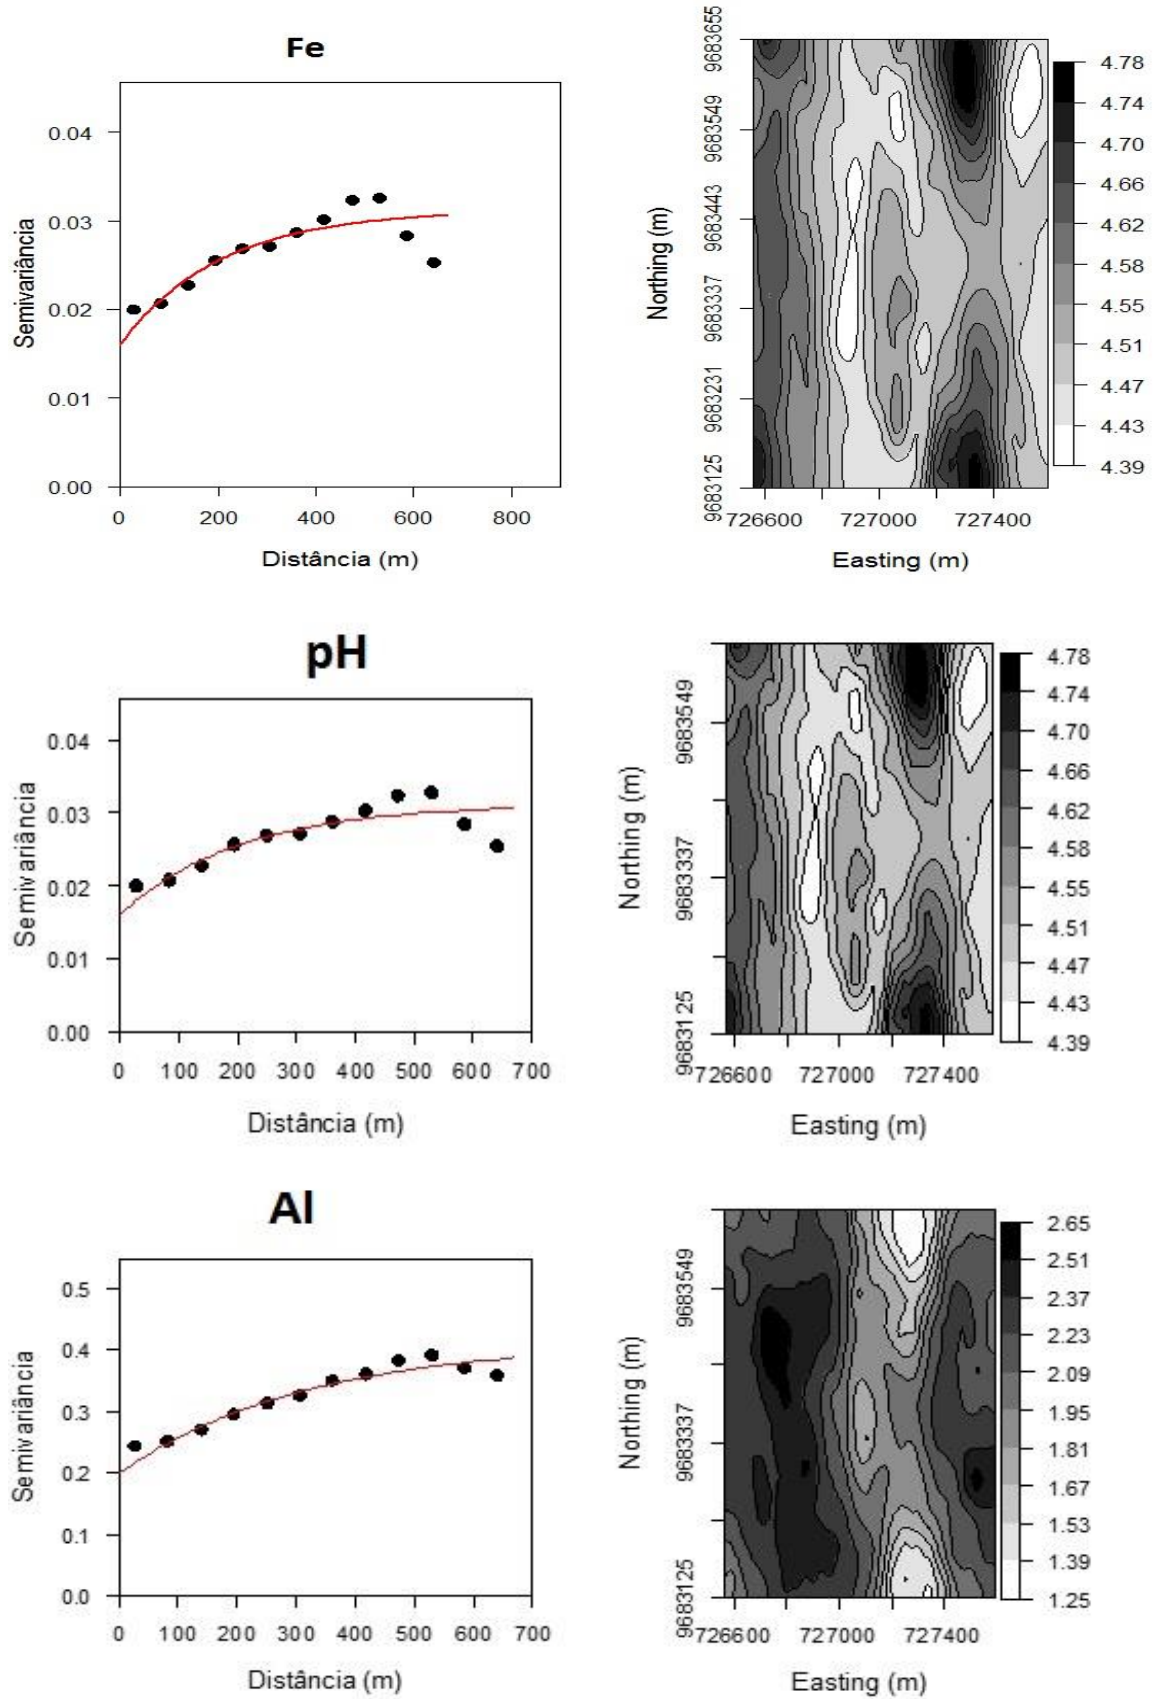 Fe
0.04
0.03
0.02
0.01
0.00
Semivariância
0 200 400 600 800
Distância (m)
9683655
9683549
9683443
9683337
9683231
9683125
Northing (m)
726600 727000 727400
Easting (m)
4.78
4.74
4.70
4.66
4.62
4.58
4.55
4.51
4.47
4.43
4.39
pH
0.04
0.03
0.02
0.01
0.00
Semivariância
0 100 200 300 400 500 600 700
Distância (m)
9683549
9683337
9683125
Northing (m)
726600 727000 727400
Easting (m)
4.78
4.74
4.70
4.66
4.62
4.58
4.55
4.51
4.47
4.43
4.39
Al
0.5
0.4
0.3
0.2
0.1
0.0
Semivariância
0 100 200 300 400 500 600 700
Distância (m)
9683549
9683337
9683125
Northing (m)
726600 727000 727400
Easting (m)
2.65
2.51
2.37
2.23
2.09
1.95
1.81
1.67
1.53
1.39
1.25